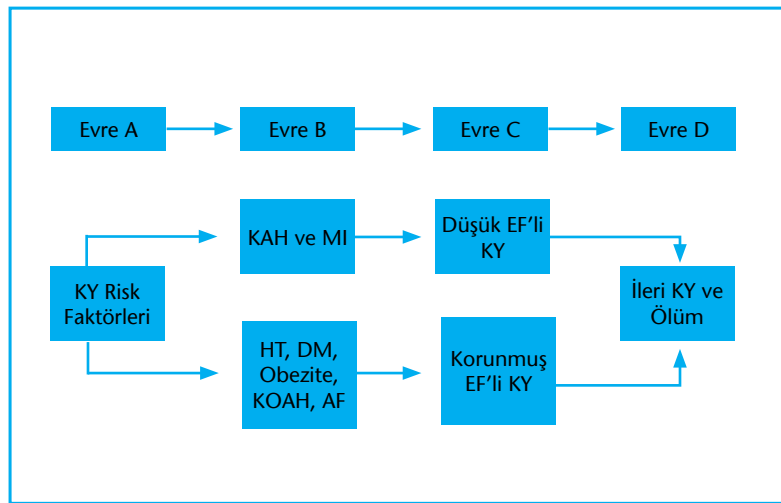 Evre A
Evre B
Evre C
Evre D
KY Risk
Faktörleri
KAH ve MI
Düşük EF'li
KY
HT, DM,
Obezite,
KOAH, AF
Korunmuş
EF'li KY
İleri KY ve
Ölüm